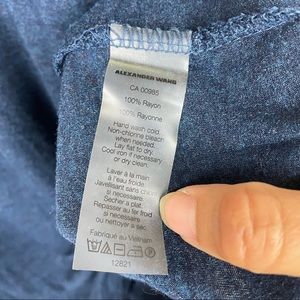 ALEXANDER WANG
CA 00985
100% Rayon
100% Rayonne
Hand wash cold.
Non-chlorine bleach
when needed.
Lay flat to dry.
Cool iron if necessary
or dry clean.
Laver à la main
à l'eau froide.
Javelisant sans chlore
si nécessaire.
Sécher à plat.
Repasser au fer froid
si nécessaire
ou nettoyer a sec.
Fabriqué au Vietnam
12821